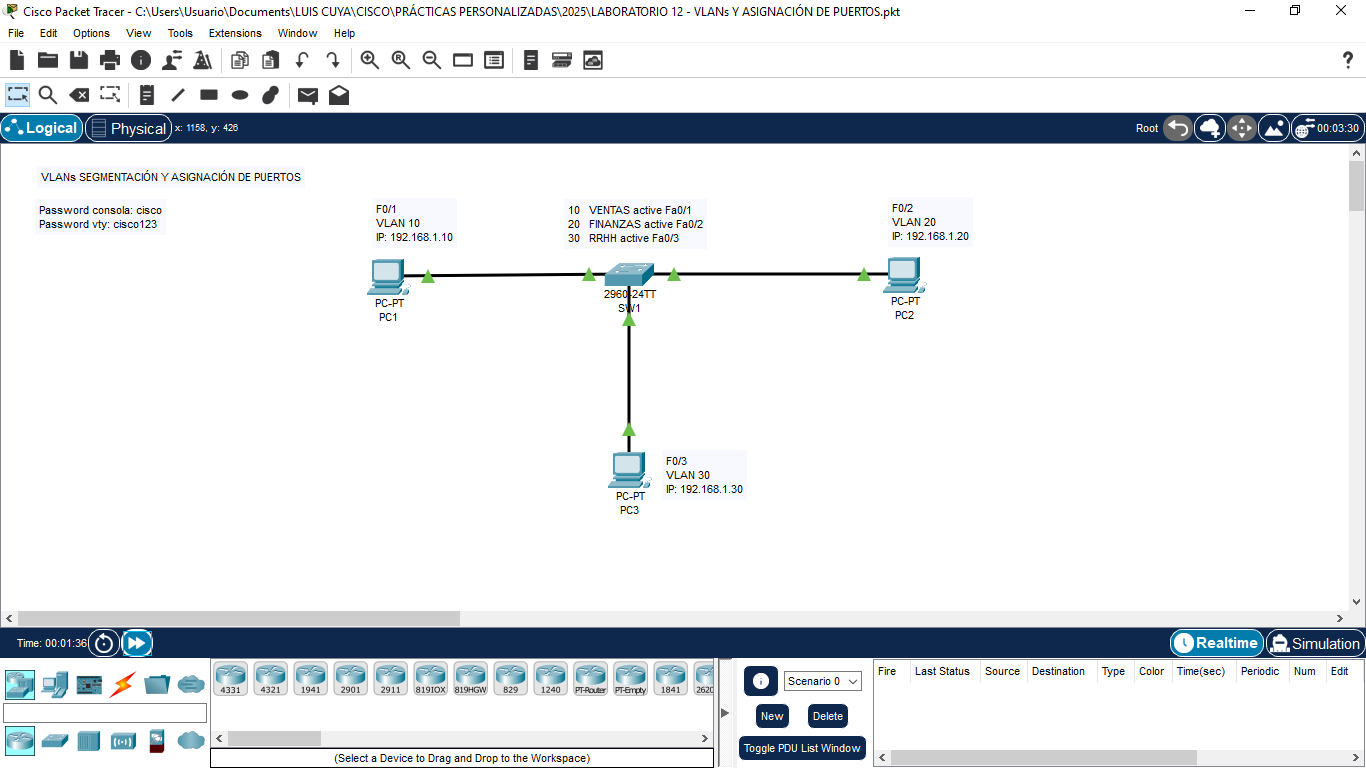 Cisco Packet Tracer - C:\Users\Usuario\Documents\LUIS CUYA\CISCO\PRÁCTICAS PERSONALIZADAS\2025\LABORATORIO 12 - VLANs Y ASIGNACIÓN DE PUERTOS.pkt
File Edit Options View Tools Extensions Window Help
Logical Physical x: 1158, y: 426 Root 00:03:30
VLANs SEGMENTACIÓN Y ASIGNACIÓN DE PUERTOS
Password consola: cisco
Password vty: cisco123
F0/1
VLAN 10
IP: 192.168.1.10
10 VENTAS active Fa0/1
20 FINANZAS active Fa0/2
30 RRHH active Fa0/3
F0/2
VLAN 20
IP: 192.168.1.20
PC-PT
PC1
2960-24TT
SW1
PC-PT
PC2
F0/3
VLAN 30
IP: 192.168.1.30
PC-PT
PC3
Time: 00:01:36 Realtime Simulation
4331 4321 1941 2901 2911 819IOX 819HGW 829 1240 PT-Router PT-Empty 1841 2620
(Select a Device to Drag and Drop to the Workspace)
Scenario 0
New Delete
Toggle PDU List Window
Fire Last Status Source Destination Type Color Time(sec) Periodic Num Edit